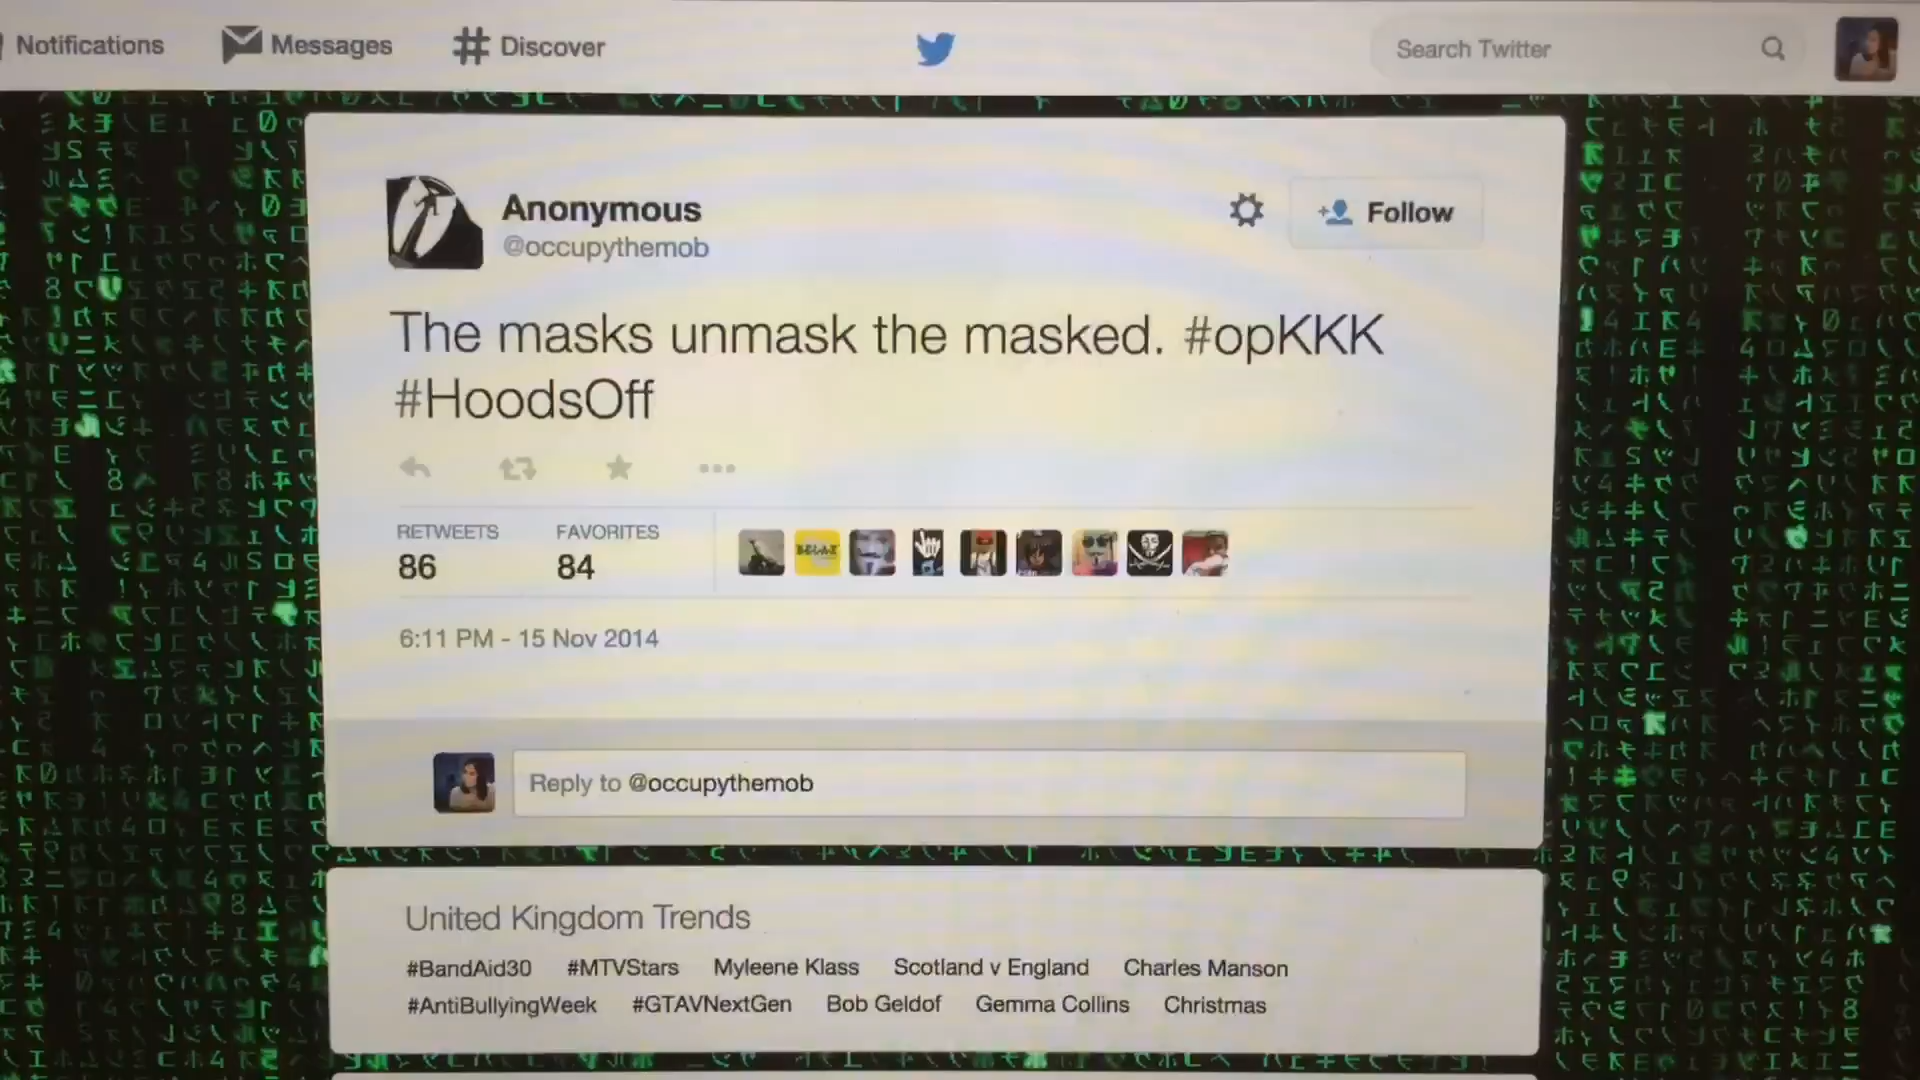 Notifications Messages Discover Search Twitter
Anonymous
@occupythemob
Follow
The masks unmask the masked. #opKKK
#HoodsOff
RETWEETS FAVORITES
86 84
6:11 PM - 15 Nov 2014
Reply to @occupythemob
United Kingdom Trends
#BandAid30 #MTVStars Myleene Klass Scotland v England Charles Manson
#AntiBullyingWeek #GTAVNextGen Bob Geldof Gemma Collins Christmas